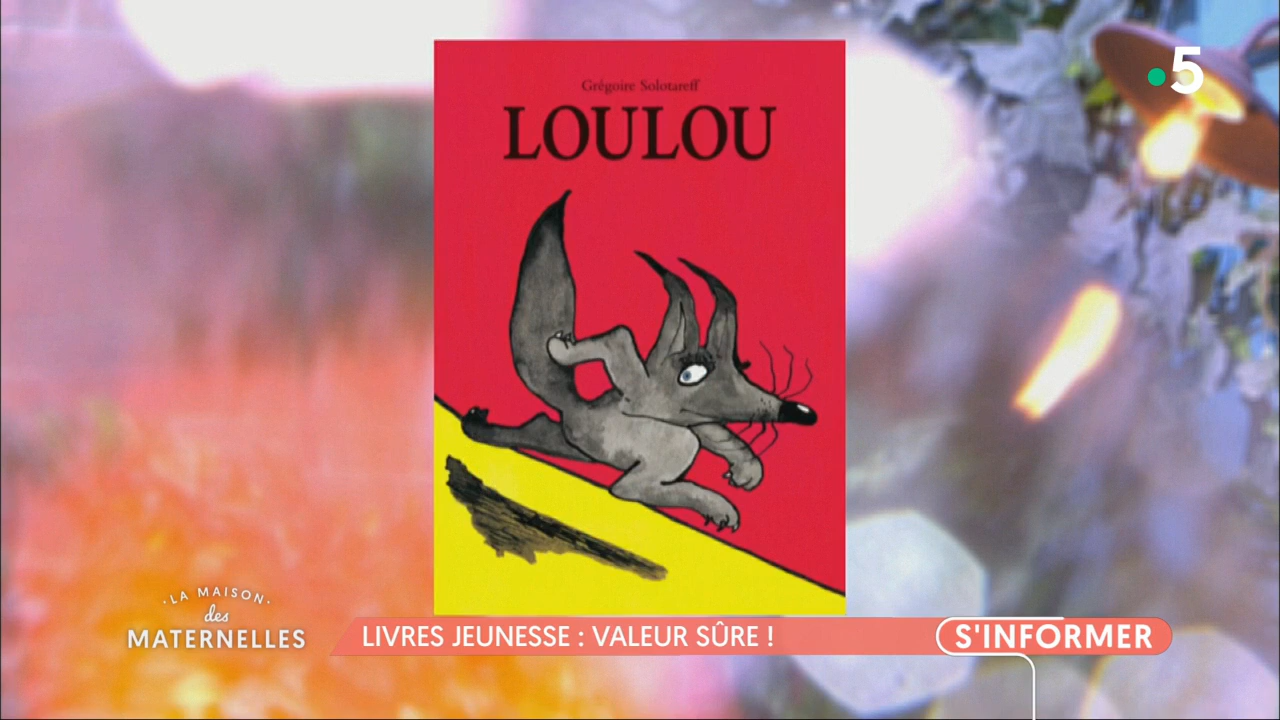 5
Grégoire Solotareff
LOULOU
·LA MAISON·
des
MATERNELLES
LIVRES JEUNESSE : VALEUR SÛRE !
S'INFORMER